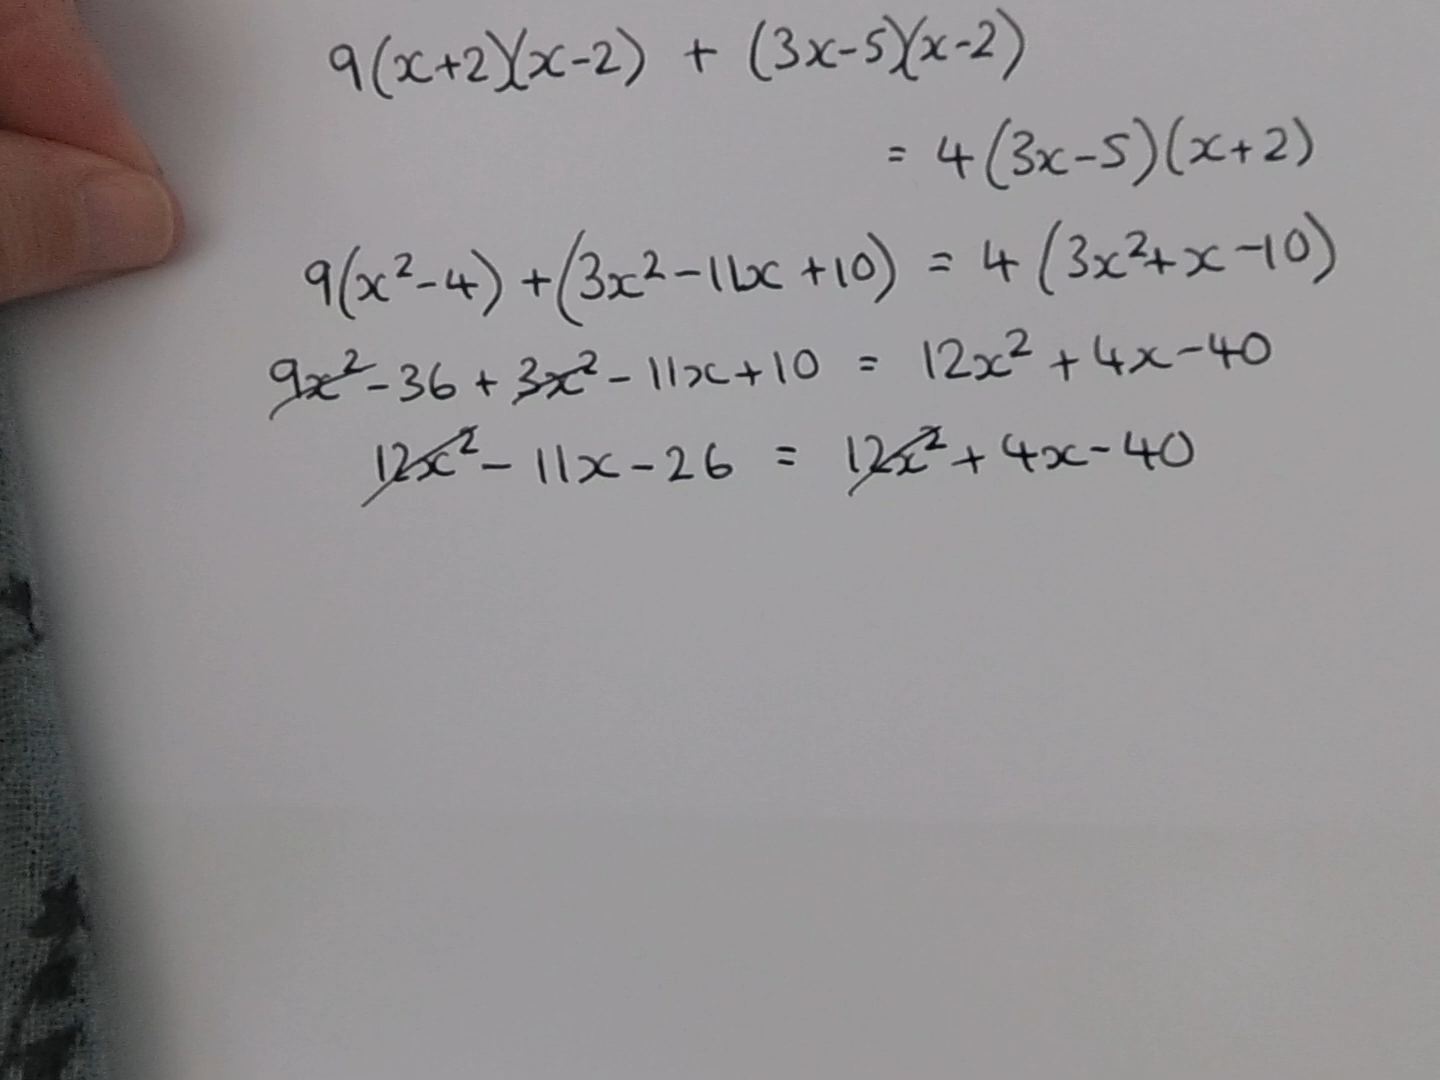 9(x+2)(x-2) + (3x-5)(x-2)
= 4(3x-5)(x+2)
9(x²-4) + (3x²-11x+10) = 4(3x²+x-10)
9x²-36+3x²-11x+10 = 12x²+4x-40
12x²-11x-26 = 12x²+4x-40